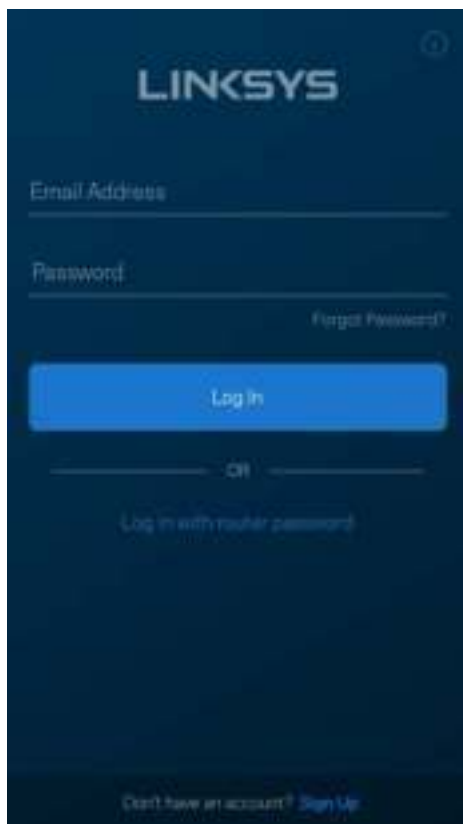 LINKSYS
Email Address
Password
Forgot Password?
Log In
OR
Log in with router password
Don't have an account? Sign Up